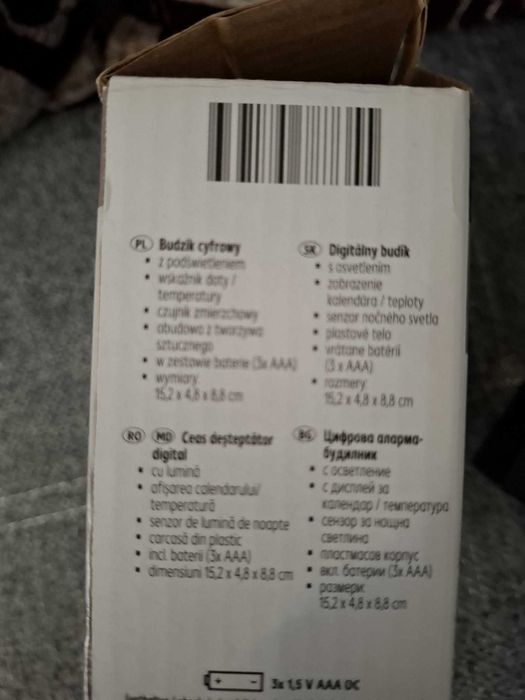 PL Budzik cyfrowy
• z podświetleniem
• wskaźnik daty /
temperatury
• czujnik zmierzchowy
• obudowa z tworzywa
sztucznego
• w zestawie baterie (3x AAA)
• wymiary:
15,2 x 4,8 x 8,8 cm
SK Digitálny budík
• s osvetlením
• zobrazenie
kalendára / teploty
• senzor nočného svetla
• plastové telo
• vrátane batérií
(3 x AAA)
• rozmery:
15,2 x 4,8 x 8,8 cm
RO MD Ceas deșteptător
digital
• cu lumină
• afișarea calendarului/
temperatură
• senzor de lumină de noapte
• carcasă din plastic
• incl. baterii (3x AAA)
• dimensiuni 15,2 x 4,8 x 8,8 cm
BG Цифрова аларма-
будилник
• с осветление
• с дисплей за
календар / температура
• сензор за нощна
светлина
• пластмасов корпус
• вкл. батерии (3x AAA)
• размери:
15,2 x 4,8 x 8,8 cm
+ - 3x 1,5 V AAA DC